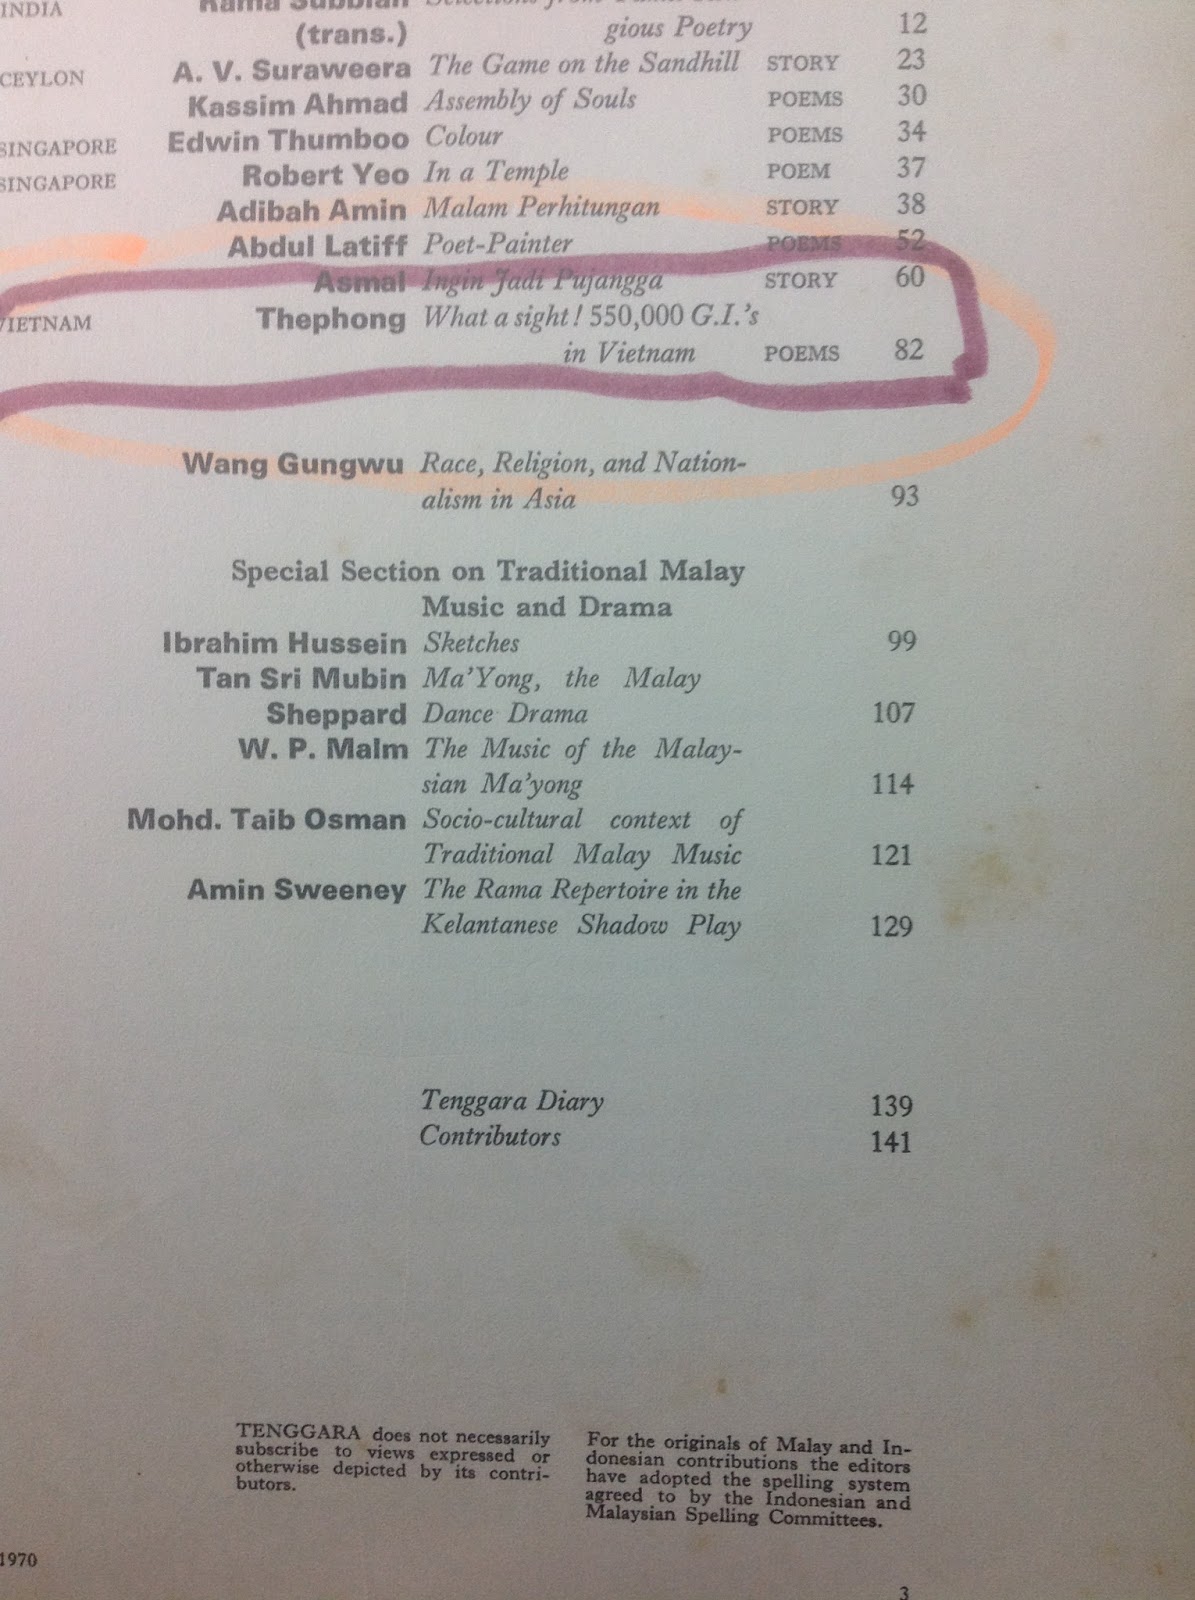 INDIA Rama Subbiah Selections from Tamil Reli-
(trans.) gious Poetry 12
CEYLON A. V. Suraweera The Game on the Sandhill STORY 23
Kassim Ahmad Assembly of Souls POEMS 30
SINGAPORE Edwin Thumboo Colour POEMS 34
SINGAPORE Robert Yeo In a Temple POEM 37
Adibah Amin Malam Perhitungan STORY 38
Abdul Latiff Poet-Painter POEMS 52
Asmal Ingin Jadi Pujangga STORY 60
VIETNAM Thephong What a sight! 550,000 G.I.'s
in Vietnam POEMS 82
Wang Gungwu Race, Religion, and Nation-
alism in Asia 93
Special Section on Traditional Malay
Music and Drama
Ibrahim Hussein Sketches 99
Tan Sri Mubin Ma'Yong, the Malay
Sheppard Dance Drama 107
W. P. Malm The Music of the Malay-
sian Ma'yong 114
Mohd. Taib Osman Socio-cultural context of
Traditional Malay Music 121
Amin Sweeney The Rama Repertoire in the
Kelantanese Shadow Play 129
Tenggara Diary 139
Contributors 141
TENGGARA does not necessarily
subscribe to views expressed or
otherwise depicted by its contri-
butors.
For the originals of Malay and In-
donesian contributions the editors
have adopted the spelling system
agreed to by the Indonesian and
Malaysian Spelling Committees.
1970
3